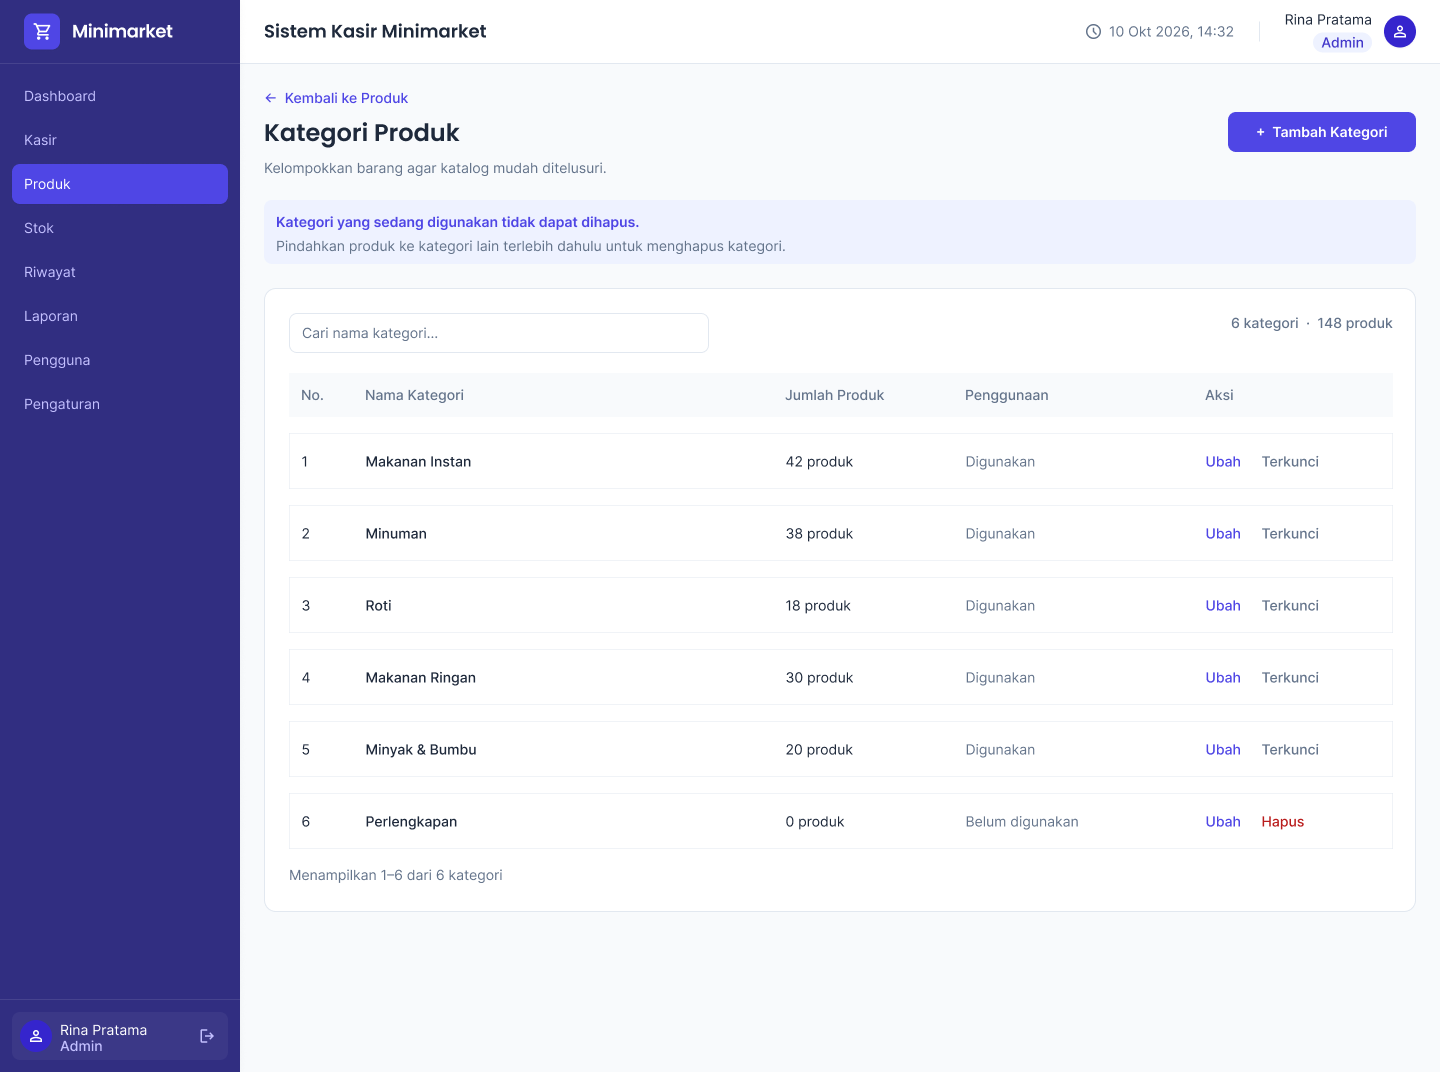 Minimarket
Dashboard
Kasir
Produk
Stok
Riwayat
Laporan
Pengguna
Pengaturan
Rina Pratama
Admin
Sistem Kasir Minimarket
10 Okt 2026, 14:32
Rina Pratama
Admin
← Kembali ke Produk
Kategori Produk
Kelompokkan barang agar katalog mudah ditelusuri.
+ Tambah Kategori
Kategori yang sedang digunakan tidak dapat dihapus.
Pindahkan produk ke kategori lain terlebih dahulu untuk menghapus kategori.
Cari nama kategori...
6 kategori · 148 produk
No. Nama Kategori Jumlah Produk Penggunaan Aksi
1 Makanan Instan 42 produk Digunakan Ubah Terkunci
2 Minuman 38 produk Digunakan Ubah Terkunci
3 Roti 18 produk Digunakan Ubah Terkunci
4 Makanan Ringan 30 produk Digunakan Ubah Terkunci
5 Minyak & Bumbu 20 produk Digunakan Ubah Terkunci
6 Perlengkapan 0 produk Belum digunakan Ubah Hapus
Menampilkan 1–6 dari 6 kategori